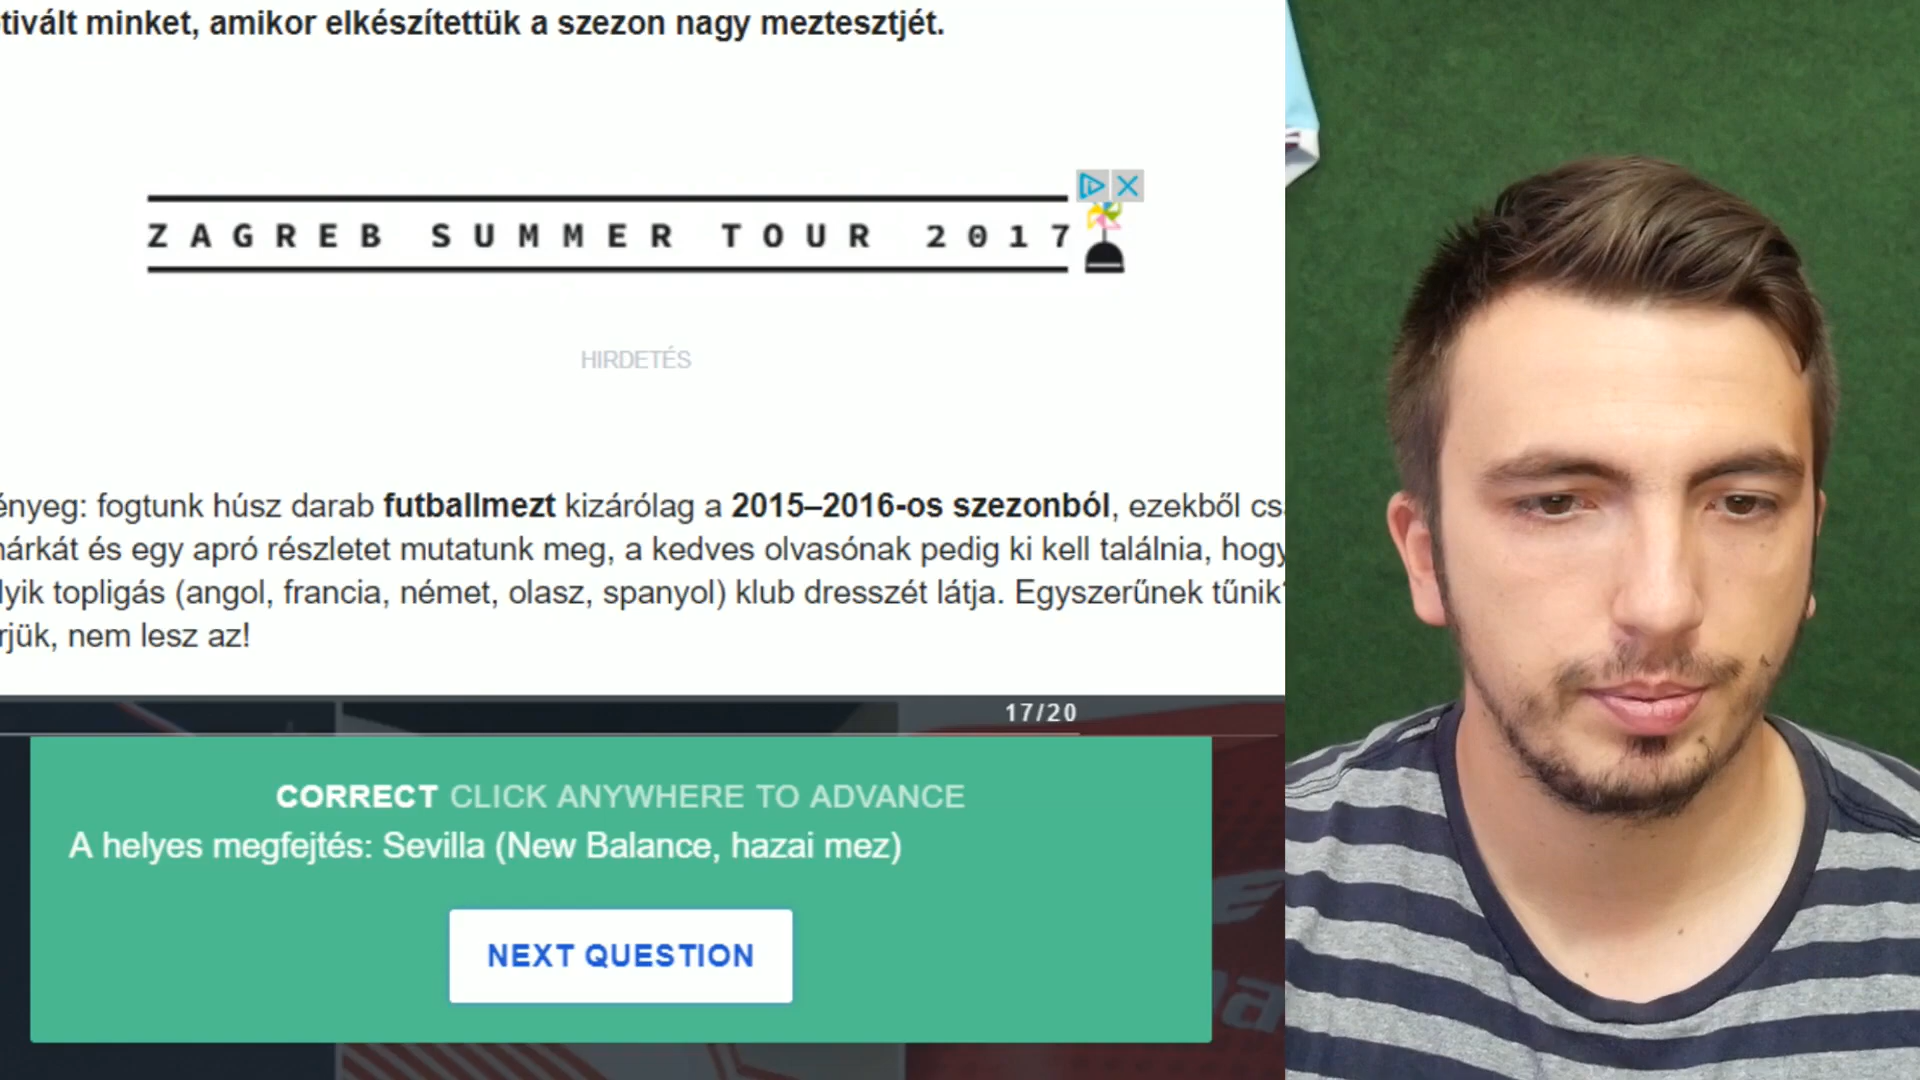 tivált minket, amikor elkészítettük a szezon nagy meztesztjét.
ZAGREB SUMMER TOUR 2017
HIRDETÉS
ényeg: fogtunk húsz darab futballmezt kizárólag a 2015–2016-os szezonból, ezekből cs
márkát és egy apró részletet mutatunk meg, a kedves olvasónak pedig ki kell találnia, hogy
lyik topligás (angol, francia, német, olasz, spanyol) klub dresszét látja. Egyszerűnek tűnik?
rjük, nem lesz az!
17/20
CORRECT CLICK ANYWHERE TO ADVANCE
A helyes megfejtés: Sevilla (New Balance, hazai mez)
NEXT QUESTION